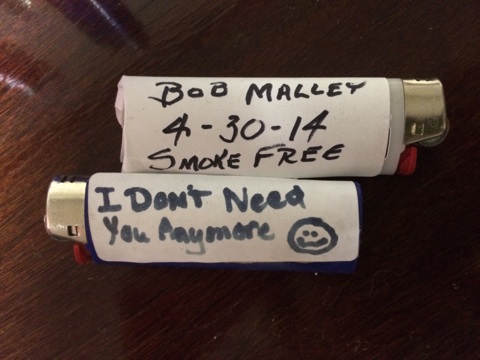 BOB MALLEY
4-30-14
SMOKE FREE
I DON'T NEED
You Anymore